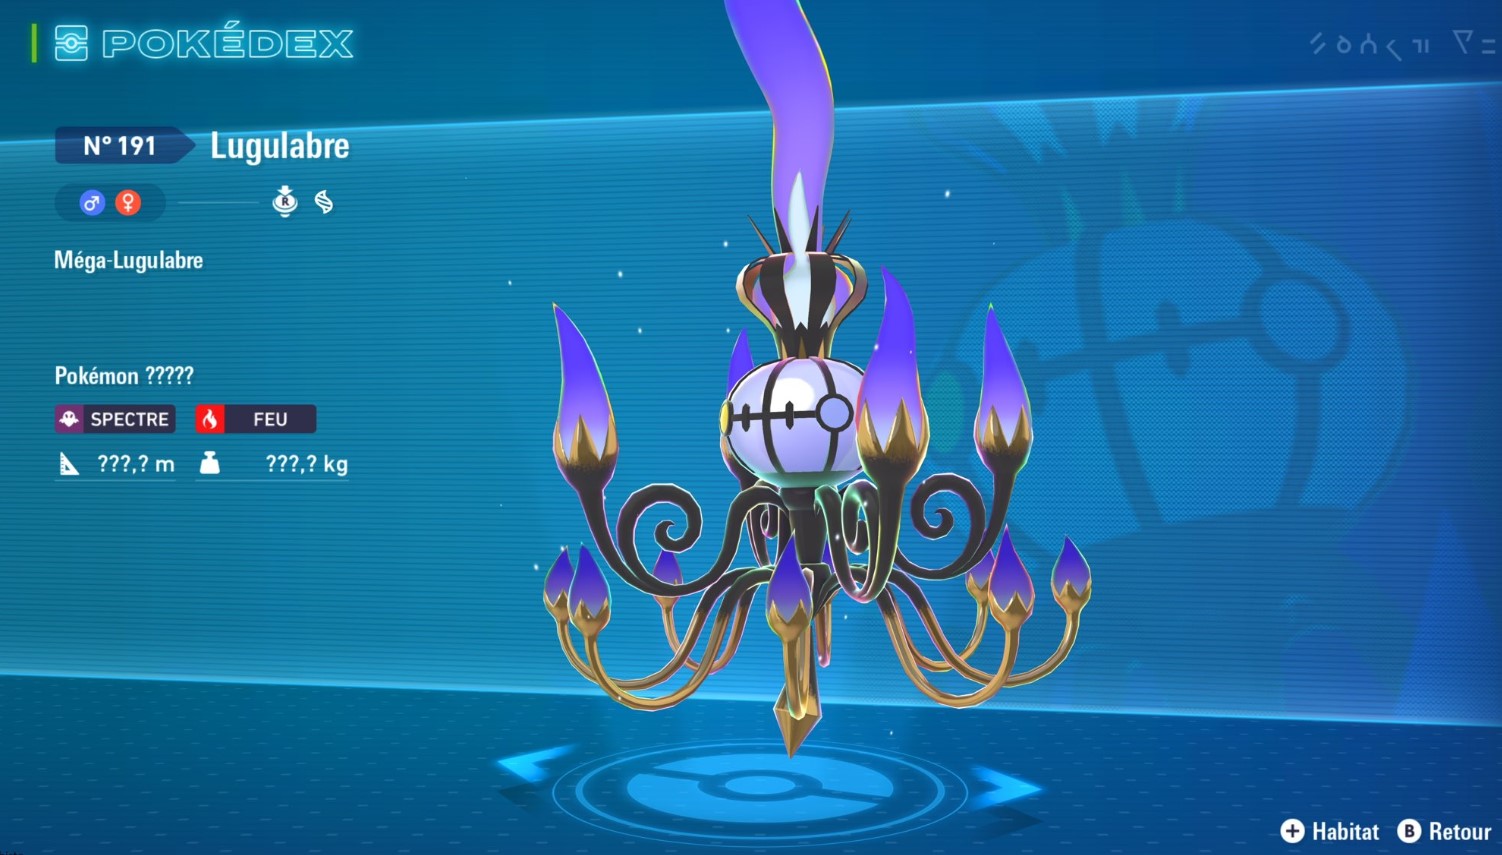 POKÉDEX
N° 191 Lugulabre
R
Méga-Lugulabre
Pokémon ?????
SPECTRE FEU
???,? m ???,? kg
+ Habitat B Retour